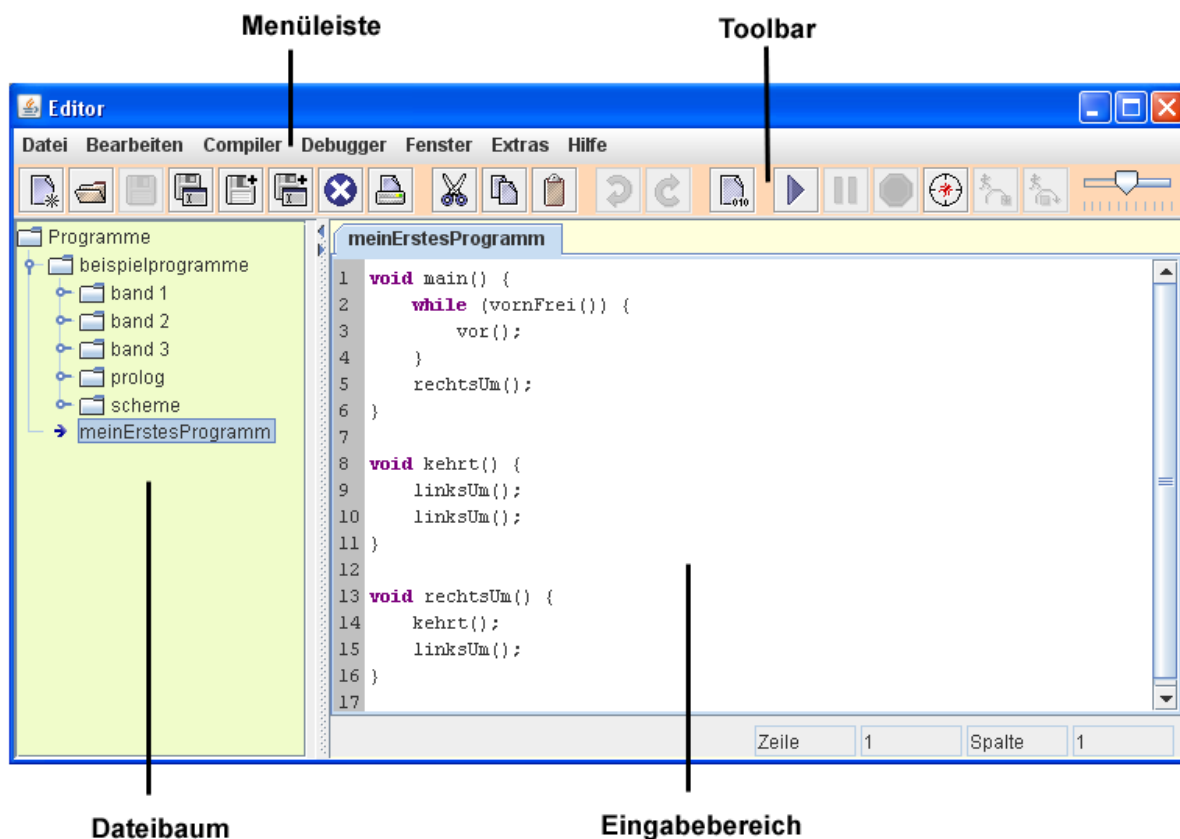 Menüleiste
Toolbar
Editor
Datei Bearbeiten Compiler Debugger Fenster Extras Hilfe
010
Programme
beispielprogramme
band 1
band 2
band 3
prolog
scheme
meinErstesProgramm
meinErstesProgramm
1 void main() {
2     while (vornFrei()) {
3         vor();
4     }
5     rechtsUm();
6 }
7
8 void kehrt() {
9     linksUm();
10     linksUm();
11 }
12
13 void rechtsUm() {
14     kehrt();
15     linksUm();
16 }
17
Zeile 1 Spalte 1
Dateibaum
Eingabebereich